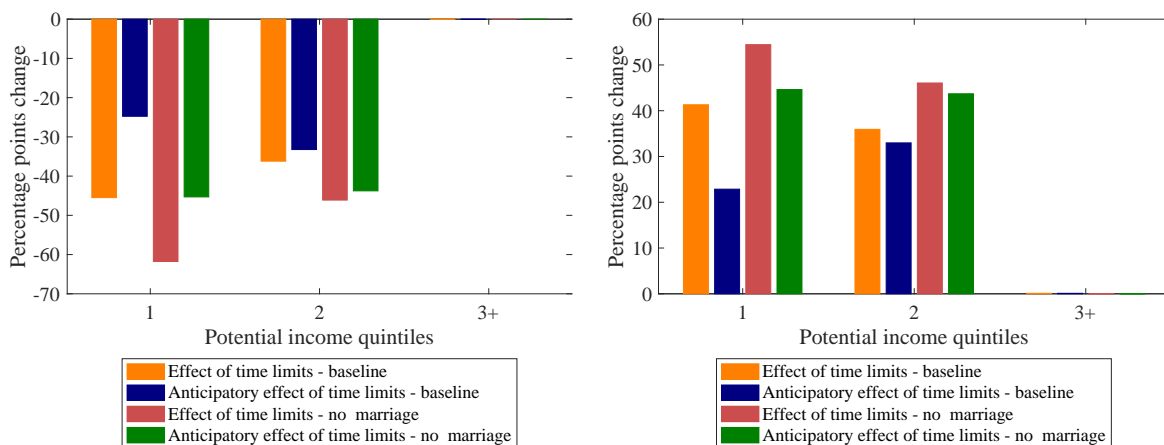 Percentage points change
0
-10
-20
-30
-40
-50
-60
-70
1
2
3+
Potential income quintiles
Effect of time limits - baseline
Anticipatory effect of time limits - baseline
Effect of time limits - no marriage
Anticipatory effect of time limits - no marriage
Percentage points change
60
50
40
30
20
10
0
1
2
3+
Potential income quintiles
Effect of time limits - baseline
Anticipatory effect of time limits - baseline
Effect of time limits - no marriage
Anticipatory effect of time limits - no marriage